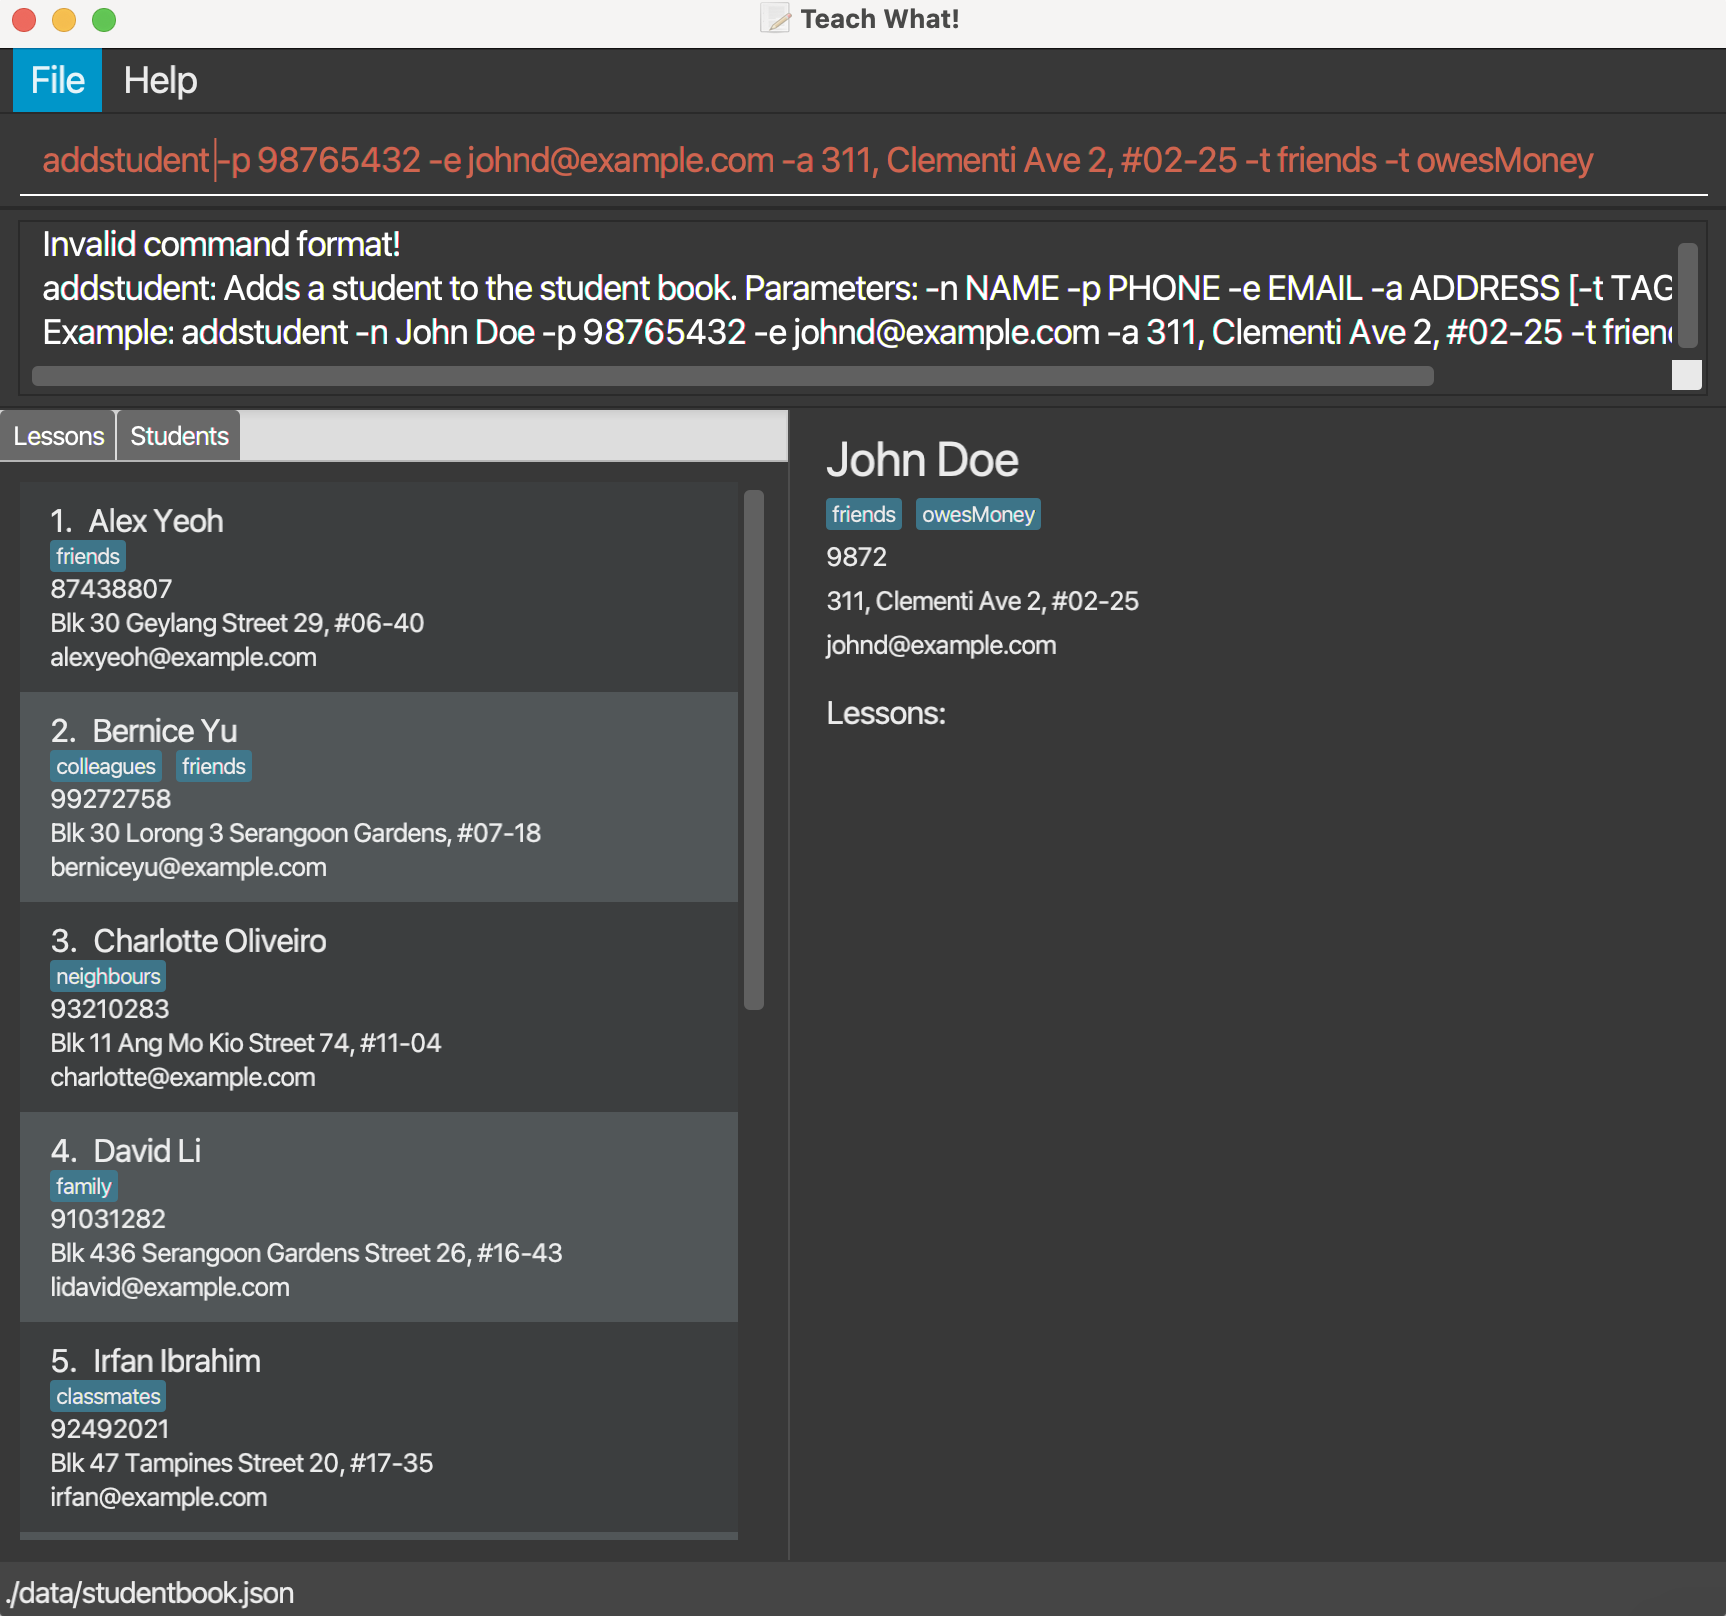 Teach What!
File Help
addstudent -p 98765432 -e johnd@example.com -a 311, Clementi Ave 2, #02-25 -t friends -t owesMoney
Invalid command format!
addstudent: Adds a student to the student book. Parameters: -n NAME -p PHONE -e EMAIL -a ADDRESS [-t TAG
Example: addstudent -n John Doe -p 98765432 -e johnd@example.com -a 311, Clementi Ave 2, #02-25 -t frien
Lessons Students
1. Alex Yeoh
friends
87438807
Blk 30 Geylang Street 29, #06-40
alexyeoh@example.com
2. Bernice Yu
colleagues friends
99272758
Blk 30 Lorong 3 Serangoon Gardens, #07-18
berniceyu@example.com
3. Charlotte Oliveiro
neighbours
93210283
Blk 11 Ang Mo Kio Street 74, #11-04
charlotte@example.com
4. David Li
family
91031282
Blk 436 Serangoon Gardens Street 26, #16-43
lidavid@example.com
5. Irfan Ibrahim
classmates
92492021
Blk 47 Tampines Street 20, #17-35
irfan@example.com
John Doe
friends owesMoney
9872
311, Clementi Ave 2, #02-25
johnd@example.com
Lessons:
./data/studentbook.json